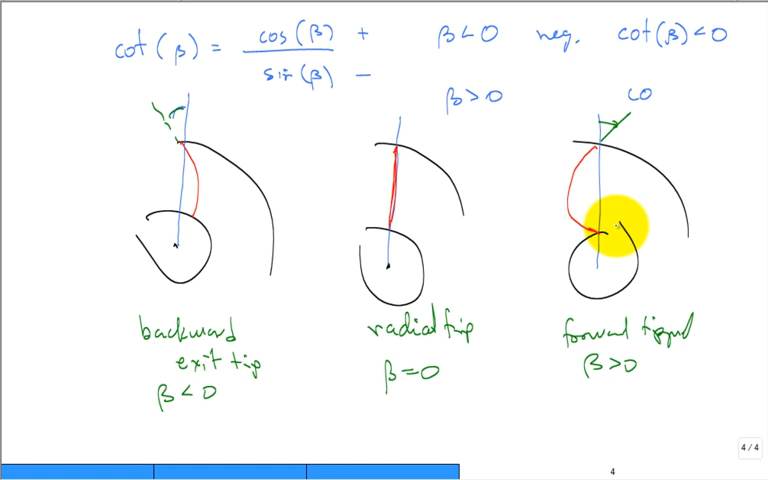 cot(β) = cos(β) + / sin(β) − β<0 neg. cot(β)<0
β>0 <0
backward exit tip β<0
radial tip β=0
forward tipped β>0
4/4
4